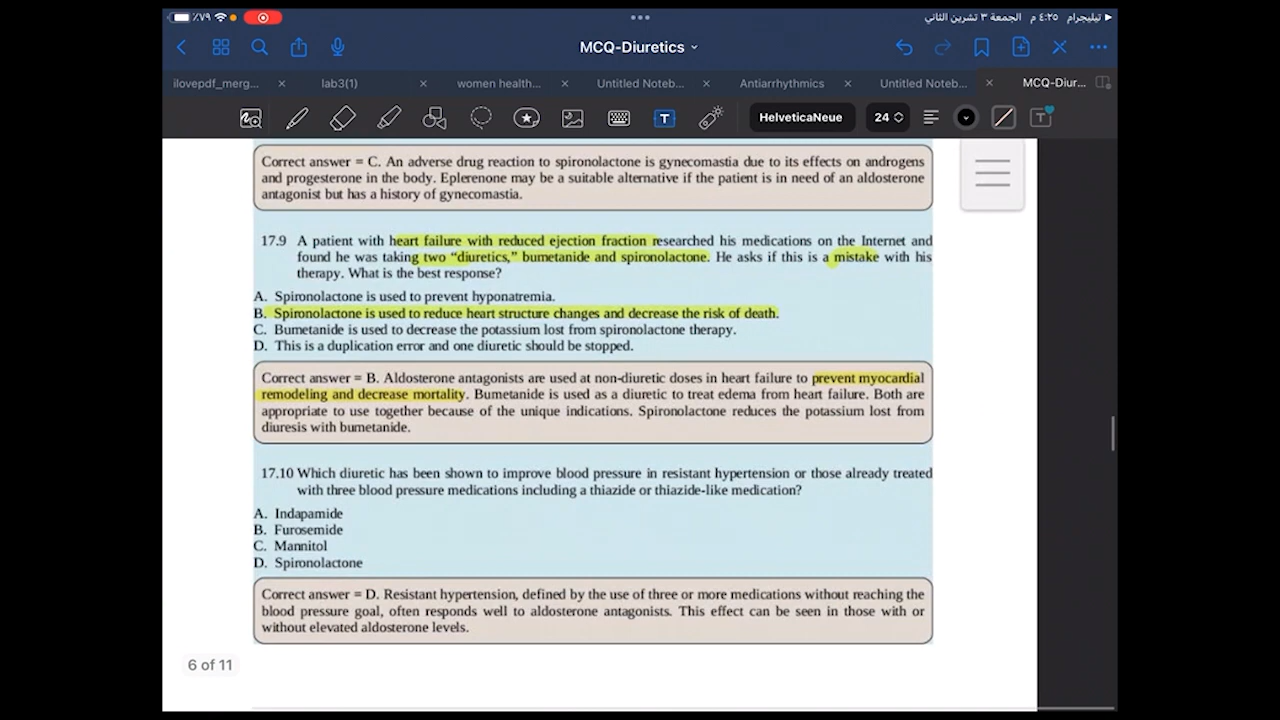 ٪٧٩
تيليجرام ٤:٢٥ م الجمعة ٣ تشرين الثاني
MCQ-Diuretics
ilovepdf_merg...
lab3(1)
women health...
Untitled Noteb...
Antiarrhythmics
Untitled Noteb...
MCQ-Diur...
HelveticaNeue
24
Correct answer = C. An adverse drug reaction to spironolactone is gynecomastia due to its effects on androgens
and progesterone in the body. Eplerenone may be a suitable alternative if the patient is in need of an aldosterone
antagonist but has a history of gynecomastia.
17.9 A patient with heart failure with reduced ejection fraction researched his medications on the Internet and
found he was taking two “diuretics,” bumetanide and spironolactone. He asks if this is a mistake with his
therapy. What is the best response?
A. Spironolactone is used to prevent hyponatremia.
B. Spironolactone is used to reduce heart structure changes and decrease the risk of death.
C. Bumetanide is used to decrease the potassium lost from spironolactone therapy.
D. This is a duplication error and one diuretic should be stopped.
Correct answer = B. Aldosterone antagonists are used at non-diuretic doses in heart failure to prevent myocardial
remodeling and decrease mortality. Bumetanide is used as a diuretic to treat edema from heart failure. Both are
appropriate to use together because of the unique indications. Spironolactone reduces the potassium lost from
diuresis with bumetanide.
17.10 Which diuretic has been shown to improve blood pressure in resistant hypertension or those already treated
with three blood pressure medications including a thiazide or thiazide-like medication?
A. Indapamide
B. Furosemide
C. Mannitol
D. Spironolactone
Correct answer = D. Resistant hypertension, defined by the use of three or more medications without reaching the
blood pressure goal, often responds well to aldosterone antagonists. This effect can be seen in those with or
without elevated aldosterone levels.
6 of 11